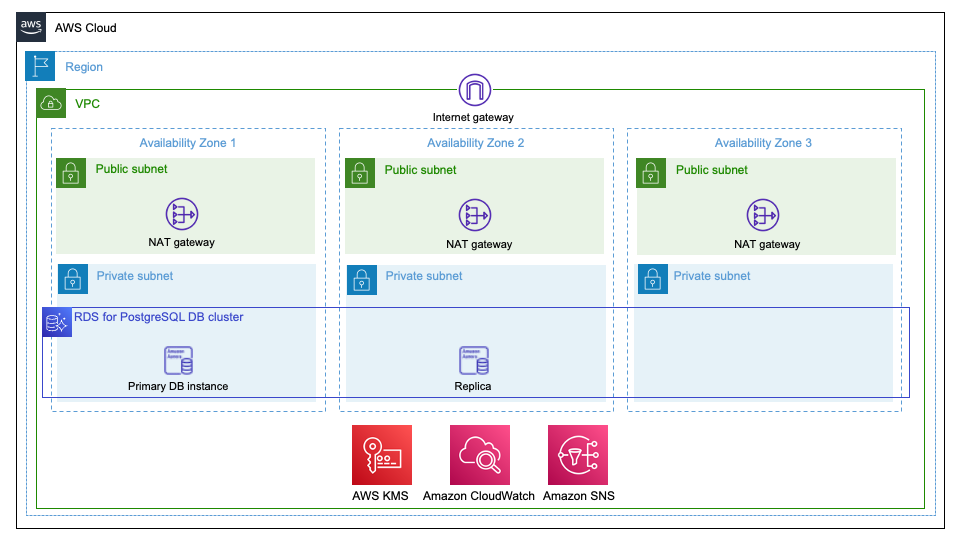 aws
AWS Cloud
Region
VPC
Internet gateway
Availability Zone 1
Availability Zone 2
Availability Zone 3
Public subnet
Public subnet
Public subnet
NAT gateway
NAT gateway
NAT gateway
Private subnet
Private subnet
Private subnet
RDS for PostgreSQL DB cluster
Amazon
Aurora
Amazon
Aurora
Primary DB instance
Replica
AWS KMS
Amazon CloudWatch
Amazon SNS